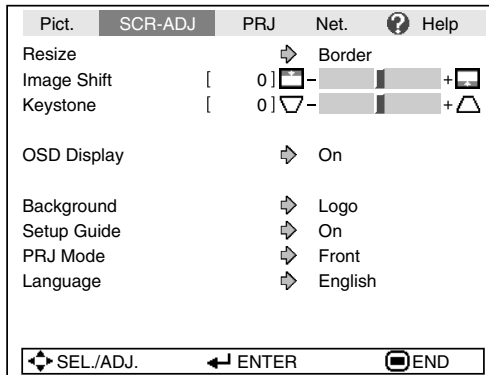 Pict. SCR-ADJ PRJ Net. ? Help
Resize Border
Image Shift [ 0 ] - +
Keystone [ 0 ] - +
OSD Display On
Background Logo
Setup Guide On
PRJ Mode Front
Language English
SEL./ADJ. ENTER END